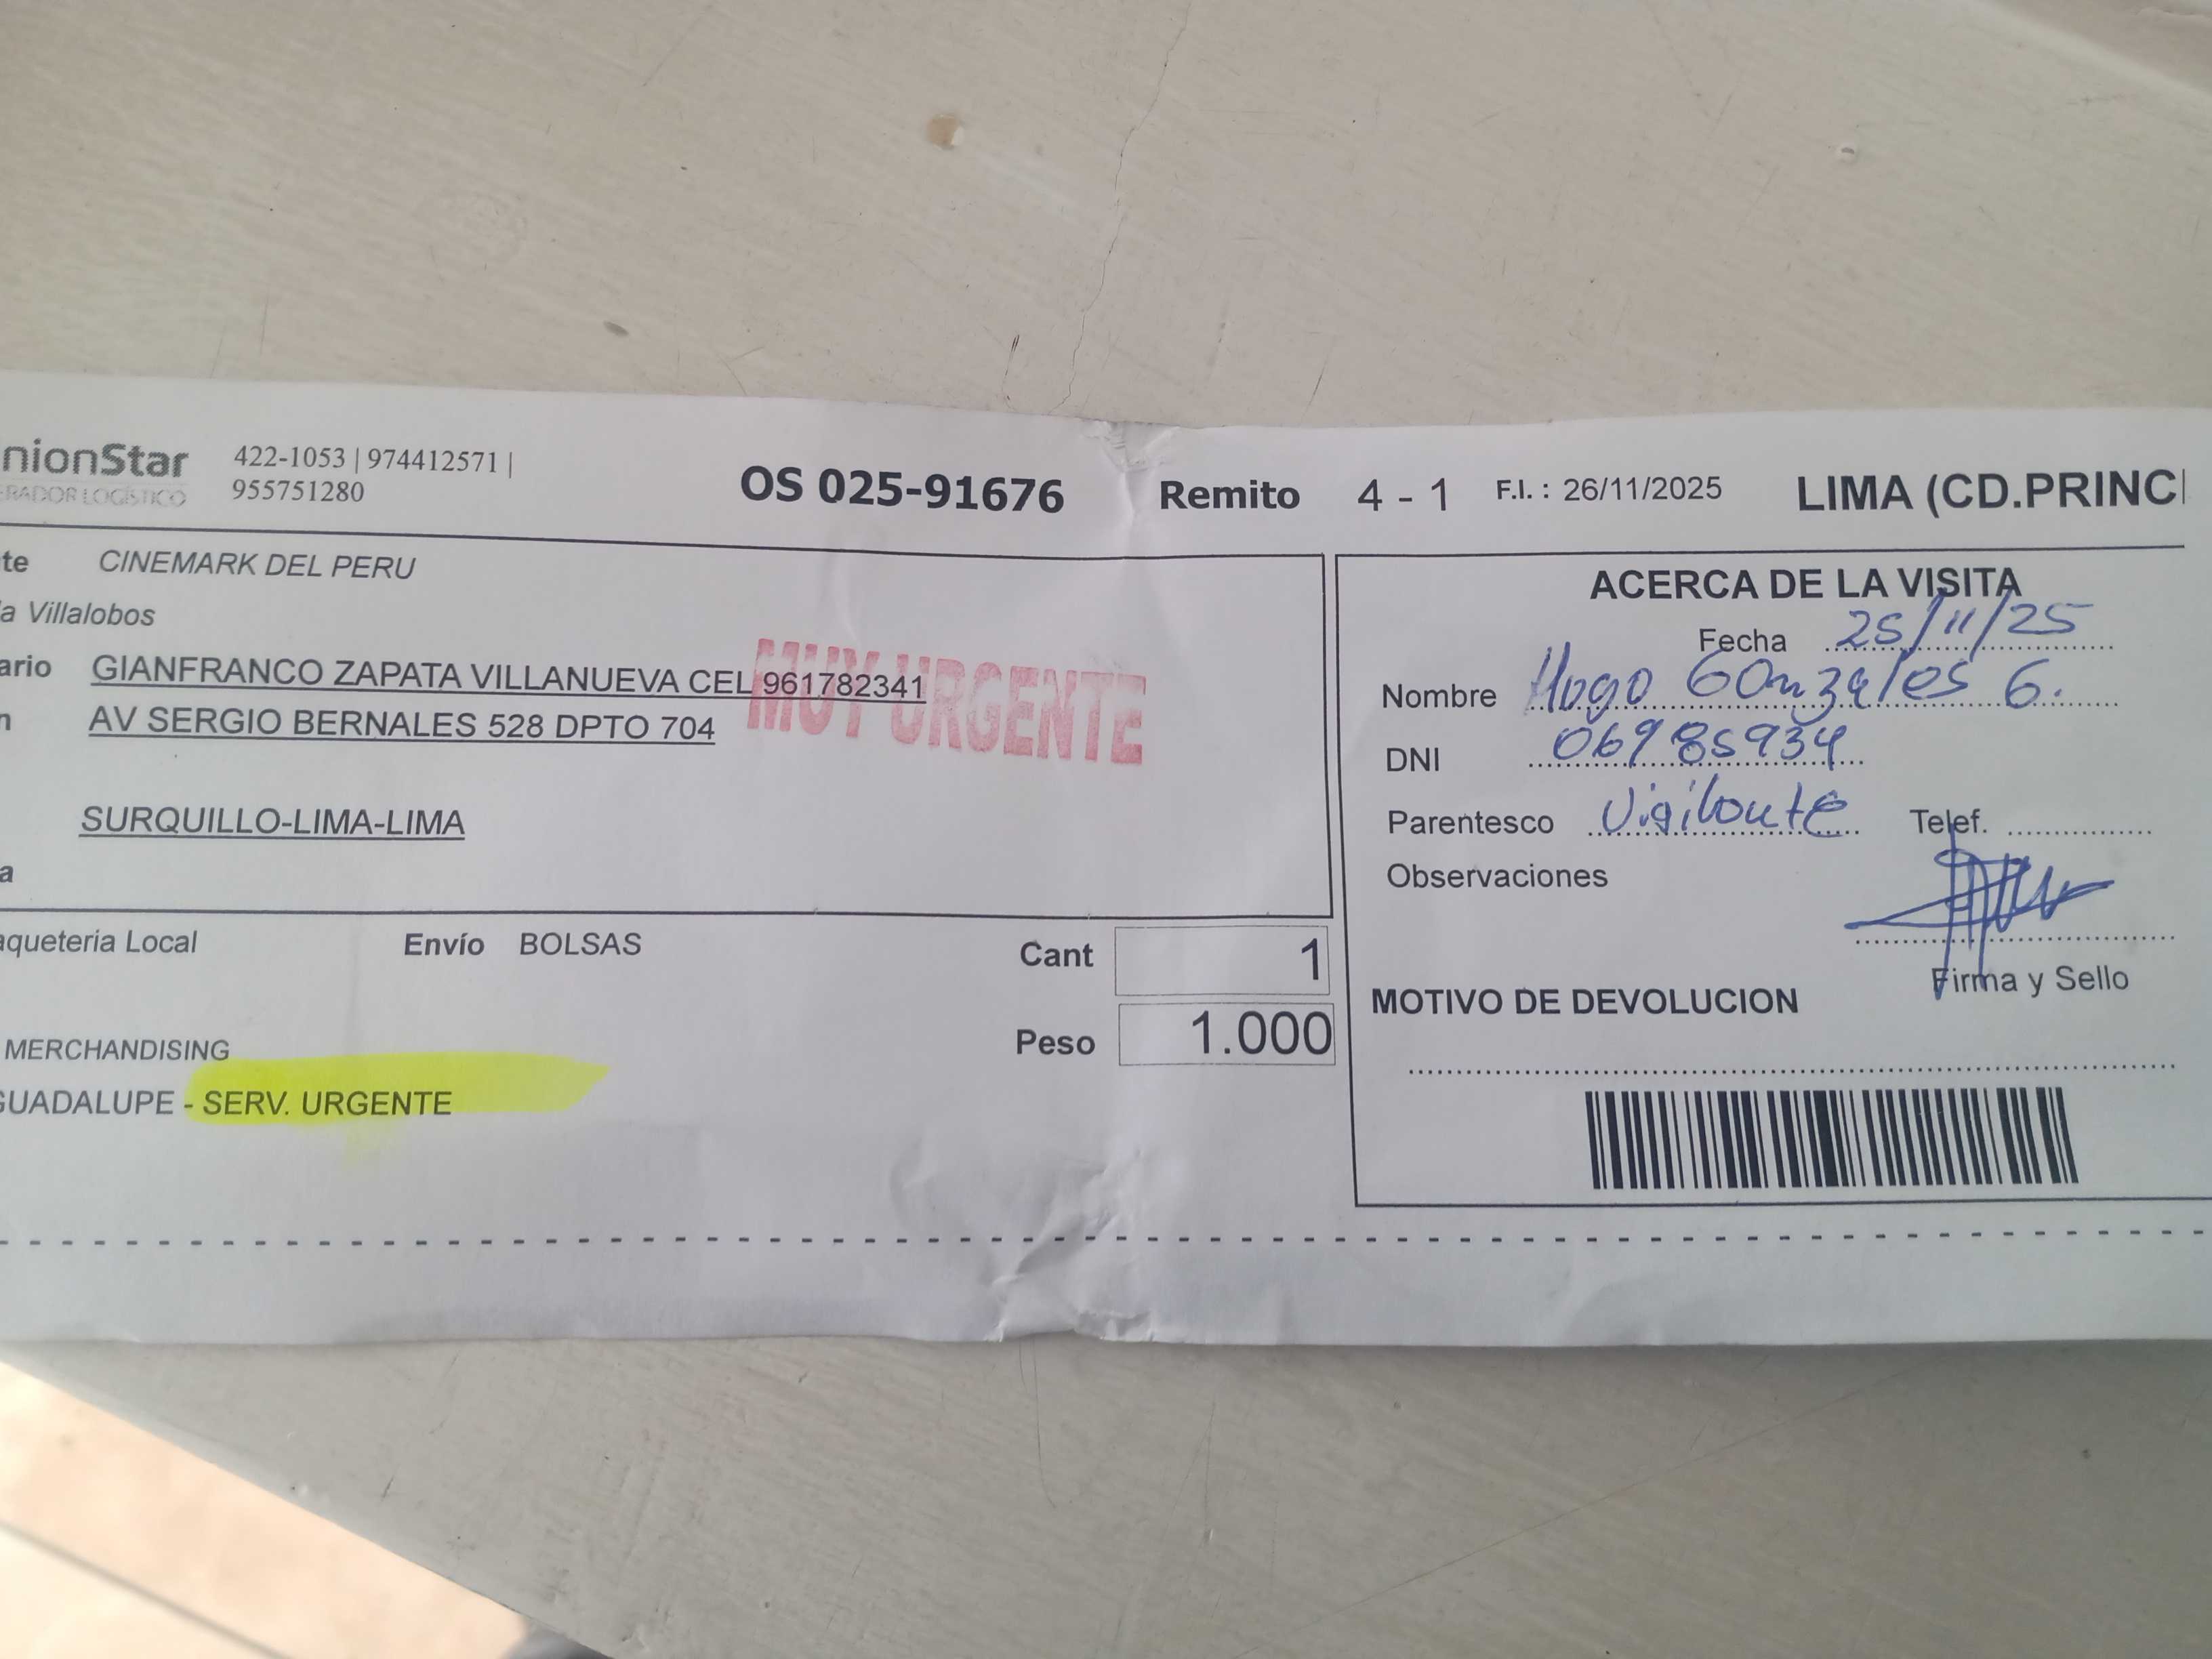 nionStar
RADOR LOGÍSTICO
422-1053 | 974412571 |
955751280
OS 025-91676 Remito 4 - 1 F.I. : 26/11/2025 LIMA (CD.PRINC
te CINEMARK DEL PERU
a Villalobos
ario GIANFRANCO ZAPATA VILLANUEVA CEL 961782341
n AV SERGIO BERNALES 528 DPTO 704
MUY URGENTE
SURQUILLO-LIMA-LIMA
a
aqueteria Local Envío BOLSAS
Cant 1
Peso 1.000
MERCHANDISING
GUADALUPE - SERV. URGENTE
ACERCA DE LA VISITA
Fecha 25/11/25
Nombre Hugo Gonzales G.
DNI 06985934
Parentesco Vigilante Telef.
Observaciones
Firma y Sello
MOTIVO DE DEVOLUCION